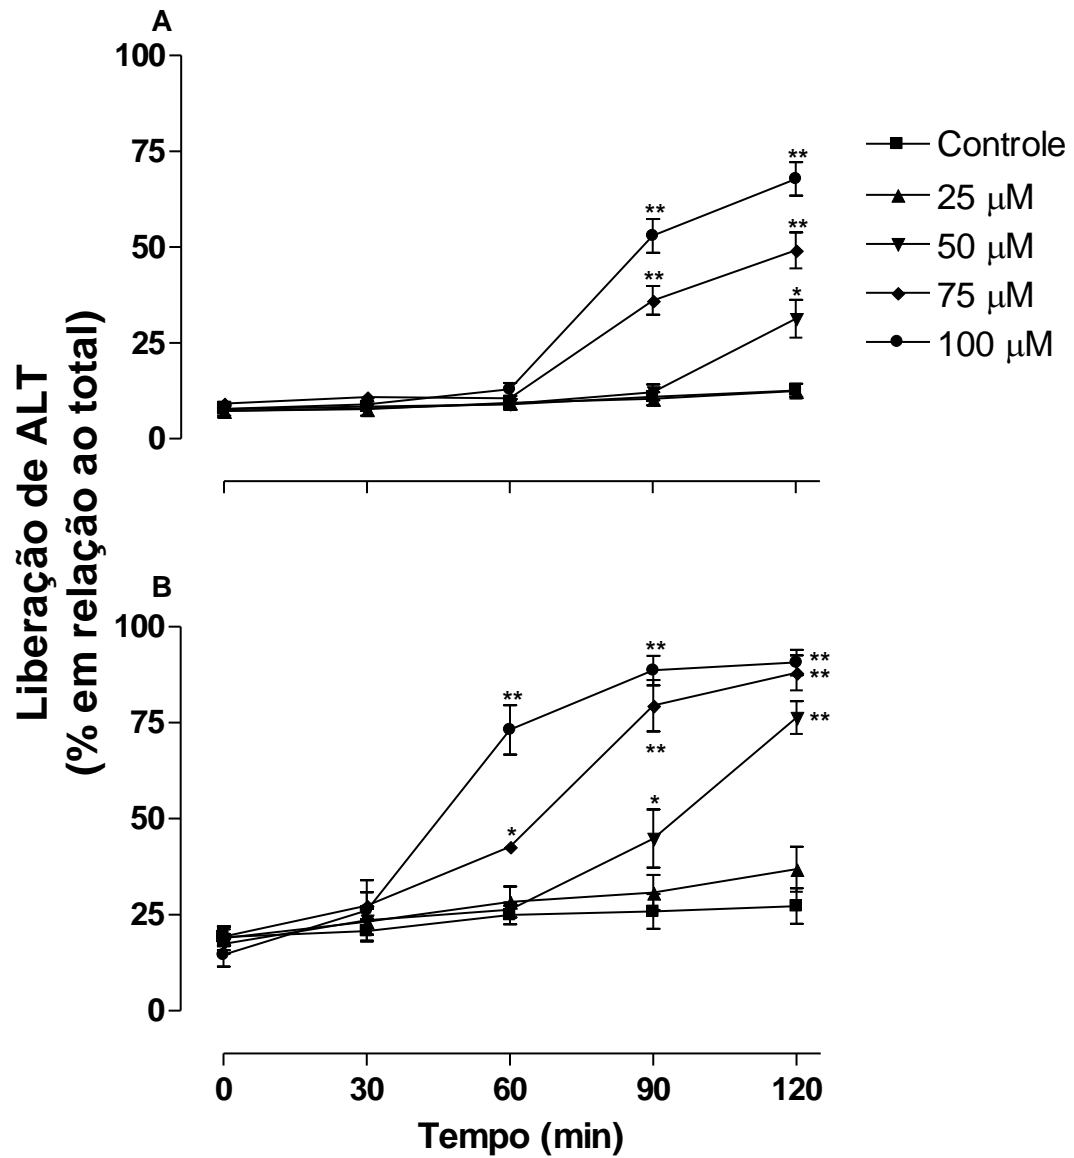 A
100
75
50
25
0
**
**
**
**
*
Controle
25 μM
50 μM
75 μM
100 μM
Liberação de ALT
(% em relação ao total)
B
100
75
50
25
0
**
*
**
**
*
**
**
**
0 30 60 90 120
Tempo (min)